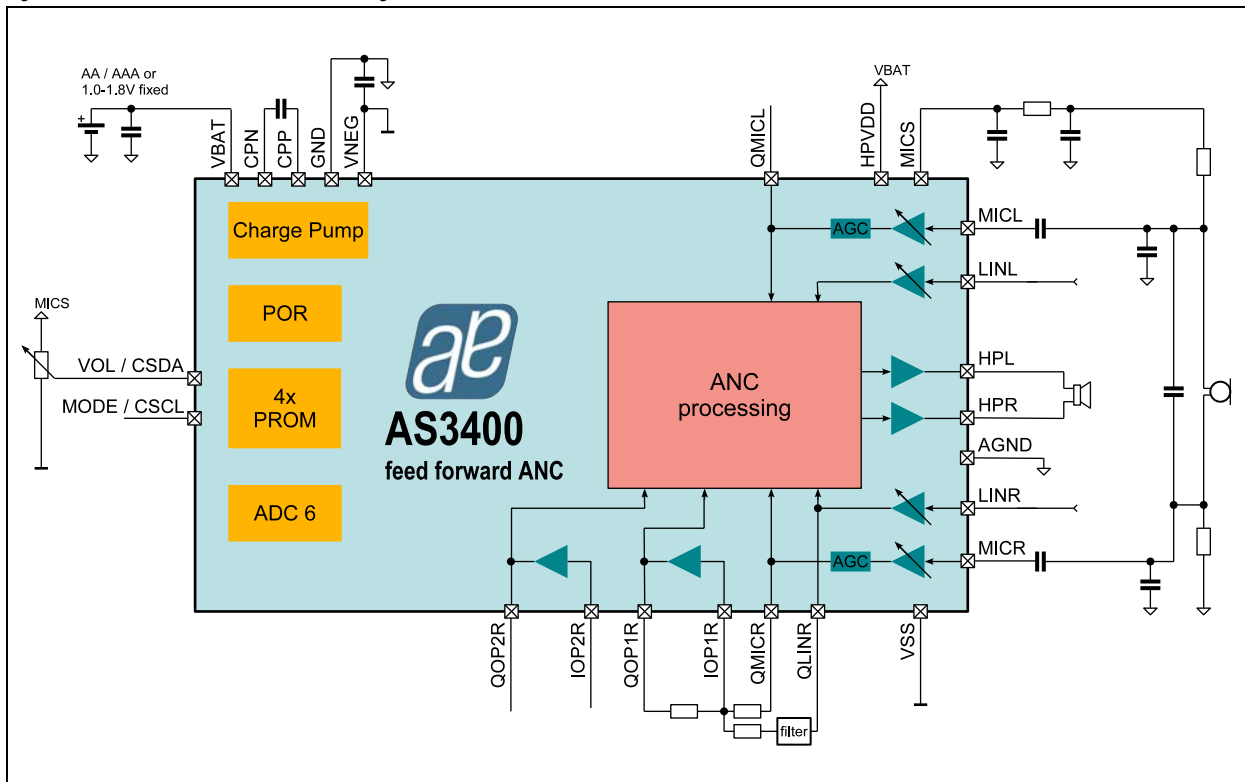 AA / AAA or
1.0-1.8V fixed
VBAT
CPN
CPP
GND
VNEG
QMICL
VBAT
HPVDD
MICS
Charge Pump
POR
4x
PROM
ADC 6
MICS
VOL / CSDA
MODE / CSCL
ae
AS3400
feed forward ANC
ANC
processing
AGC
AGC
MICL
LINL
HPL
HPR
AGND
LINR
MICR
QOP2R
IOP2R
QOP1R
IOP1R
QMICR
QLINR
VSS
filter